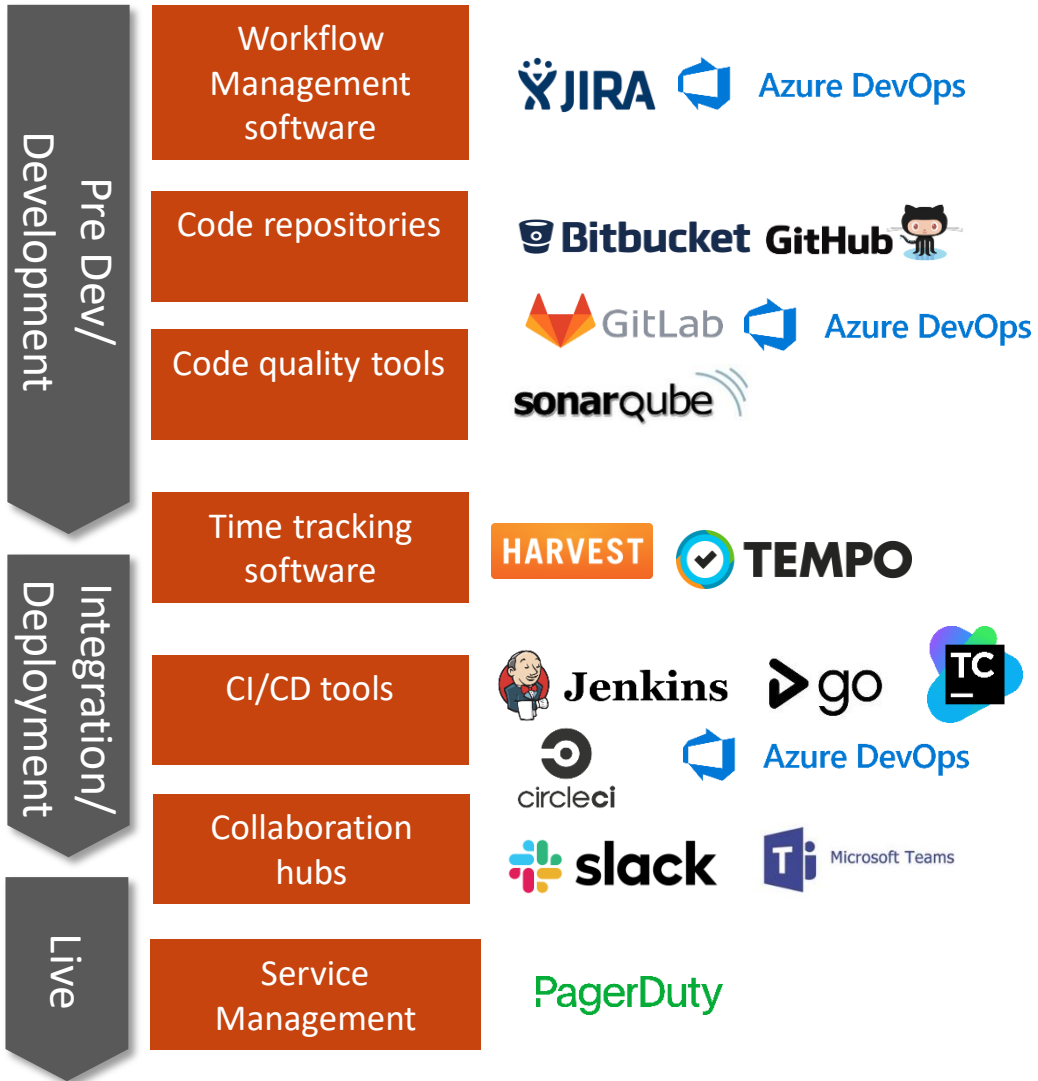 Pre Dev/
Development
Workflow
Management
software
JIRA
Azure DevOps
Code repositories
Bitbucket
GitHub
GitLab
Azure DevOps
Code quality tools
sonarqube
Time tracking
software
HARVEST
TEMPO
Integration/
Deployment
CI/CD tools
Jenkins
go
TC
circleci
Azure DevOps
Collaboration
hubs
slack
T
Microsoft Teams
Live
Service
Management
PagerDuty